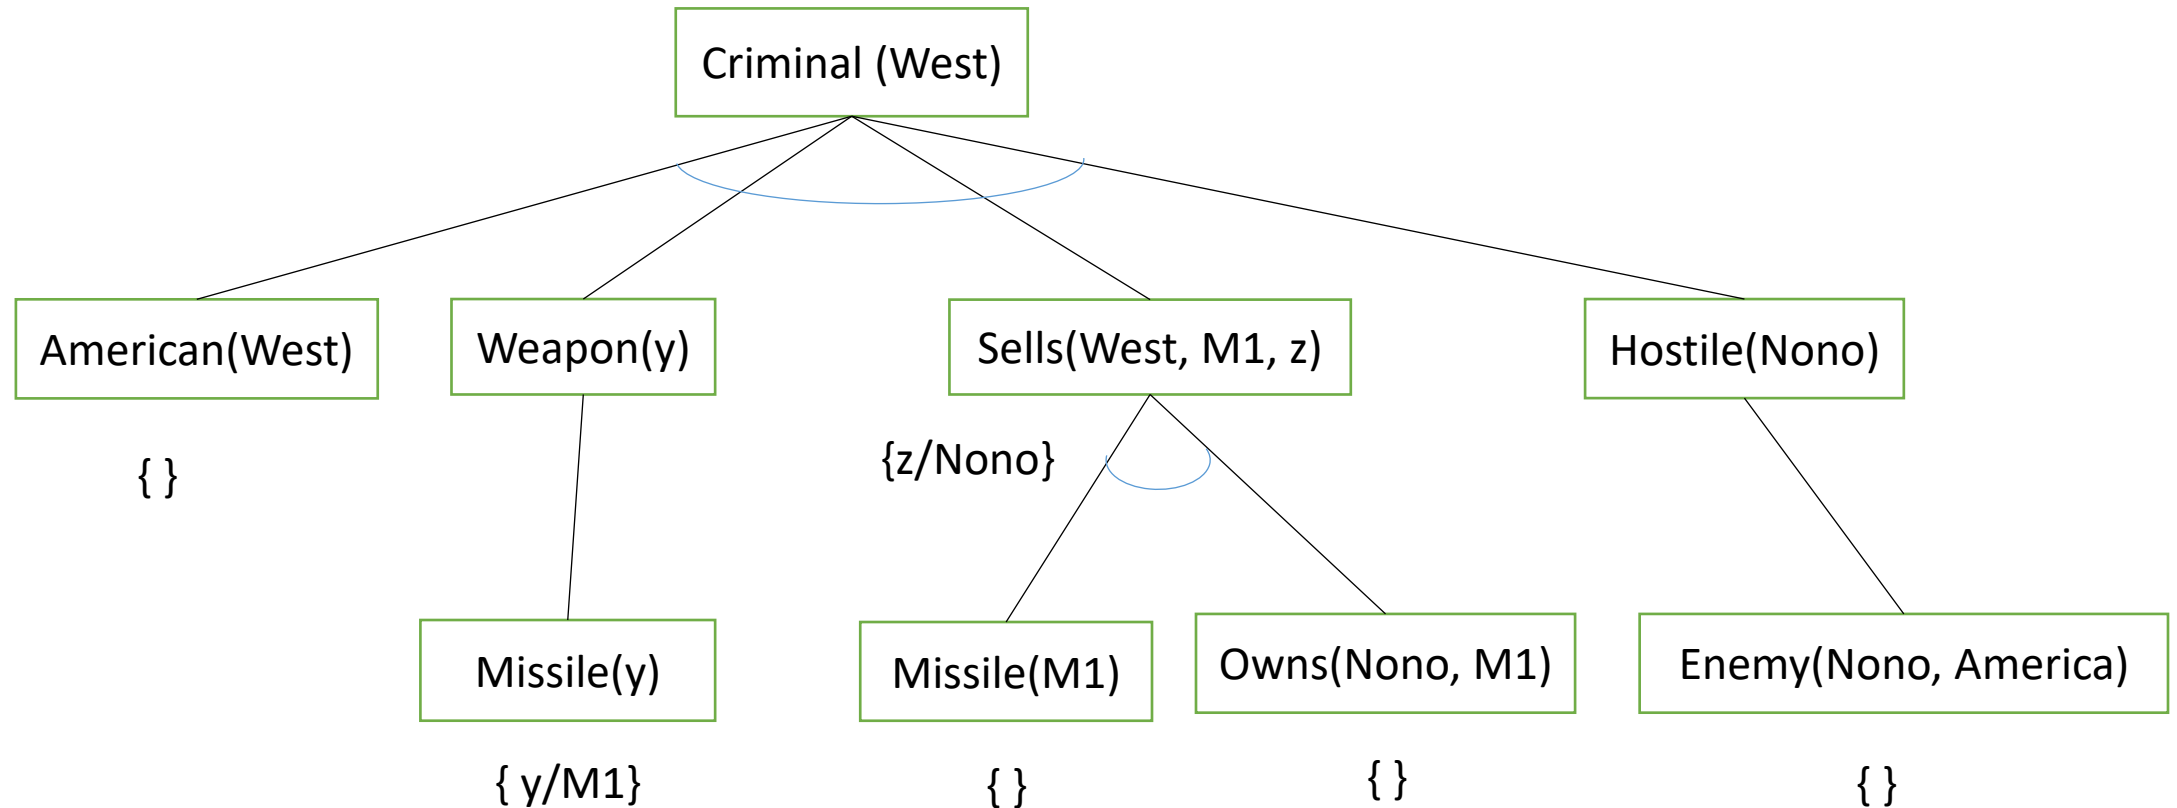 Criminal (West)
American(West)
Weapon(y)
Sells(West, M1, z)
Hostile(Nono)
{ }
{z/Nono}
Missile(y)
Missile(M1)
Owns(Nono, M1)
Enemy(Nono, America)
{ y/M1}
{ }
{ }
{ }